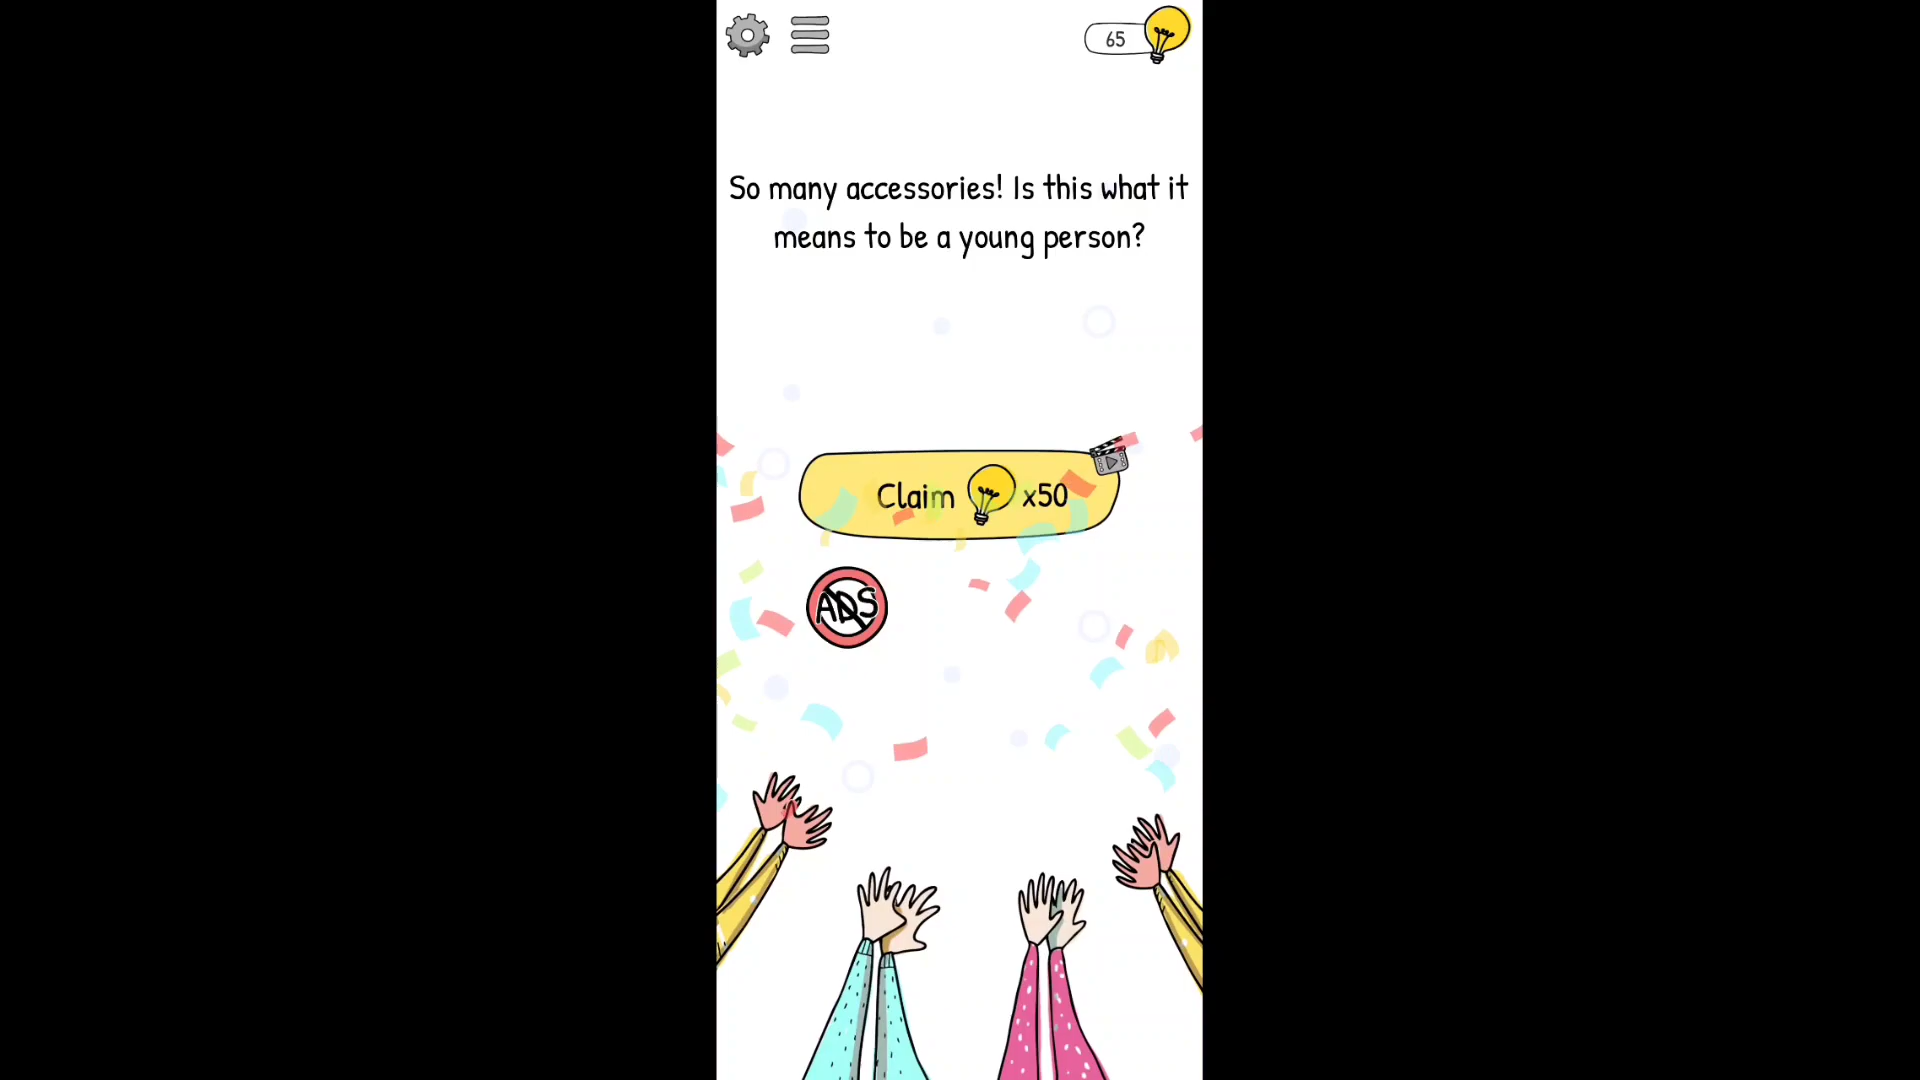 65
So many accessories! Is this what it
means to be a young person?
Claim x50
ADS